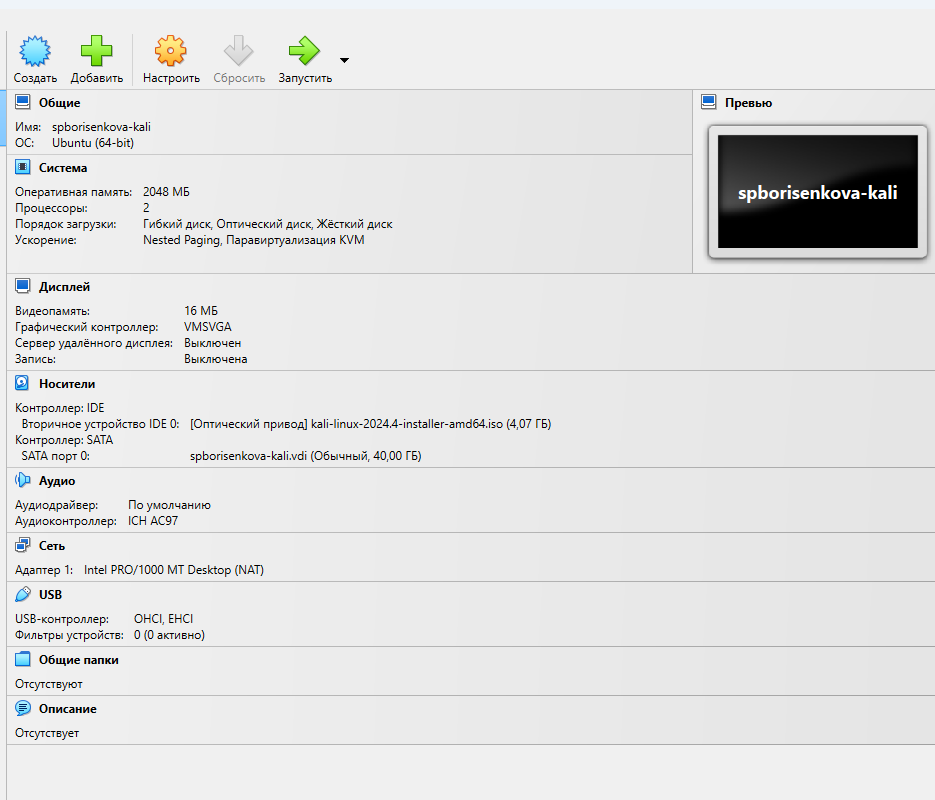 Создать Добавить Настроить Сбросить Запустить
Общие
Имя: spborisenkova-kali
ОС: Ubuntu (64-bit)
Превью
spborisenkova-kali
Система
Оперативная память: 2048 МБ
Процессоры: 2
Порядок загрузки: Гибкий диск, Оптический диск, Жёсткий диск
Ускорение: Nested Paging, Паравиртуализация KVM
Дисплей
Видеопамять: 16 МБ
Графический контроллер: VMSVGA
Сервер удалённого дисплея: Выключен
Запись: Выключена
Носители
Контроллер: IDE
Вторичное устройство IDE 0: [Оптический привод] kali-linux-2024.4-installer-amd64.iso (4,07 ГБ)
Контроллер: SATA
SATA порт 0: spborisenkova-kali.vdi (Обычный, 40,00 ГБ)
Аудио
Аудиодрайвер: По умолчанию
Аудиоконтроллер: ICH AC97
Сеть
Адаптер 1: Intel PRO/1000 MT Desktop (NAT)
USB
USB-контроллер: OHCI, EHCI
Фильтры устройств: 0 (0 активно)
Общие папки
Отсутствуют
Описание
Отсутствует